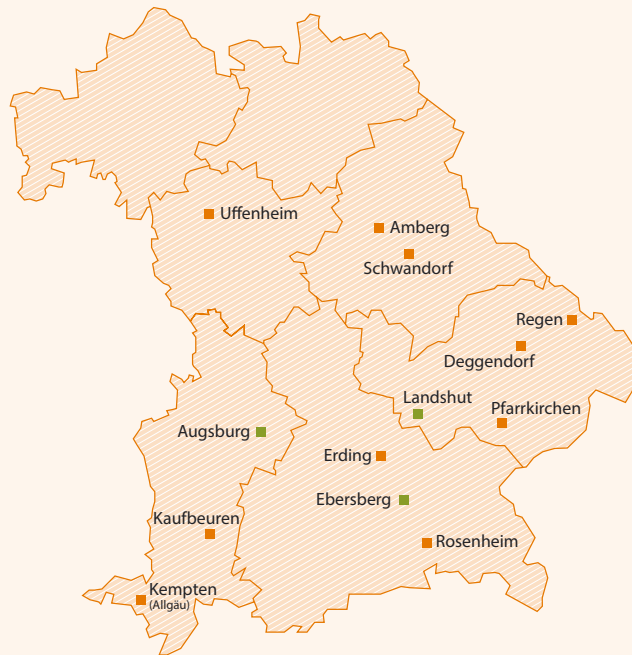 Uffenheim
Amberg
Schwandorf
Regen
Deggendorf
Landshut
Pfarrkirchen
Augsburg
Erding
Ebersberg
Kaufbeuren
Rosenheim
Kempten
(Allgäu)